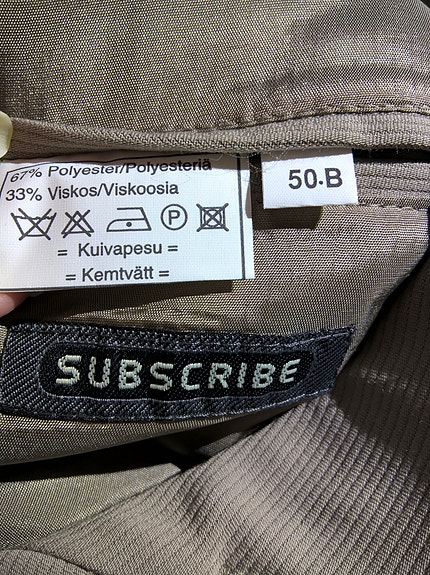 67% Polyester/Polyesteriä
33% Viskos/Viskoosia
P
= Kuivapesu =
= Kemtvätt =
50.B
SUBSCRIBE